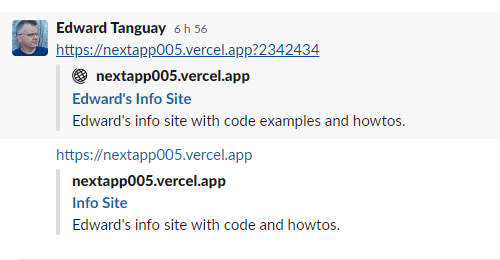 Edward Tanguay 6 h 56
https://nextapp005.vercel.app?2342434
nextapp005.vercel.app
Edward's Info Site
Edward's info site with code examples and howtos.
https://nextapp005.vercel.app
nextapp005.vercel.app
Info Site
Edward's info site with code and howtos.